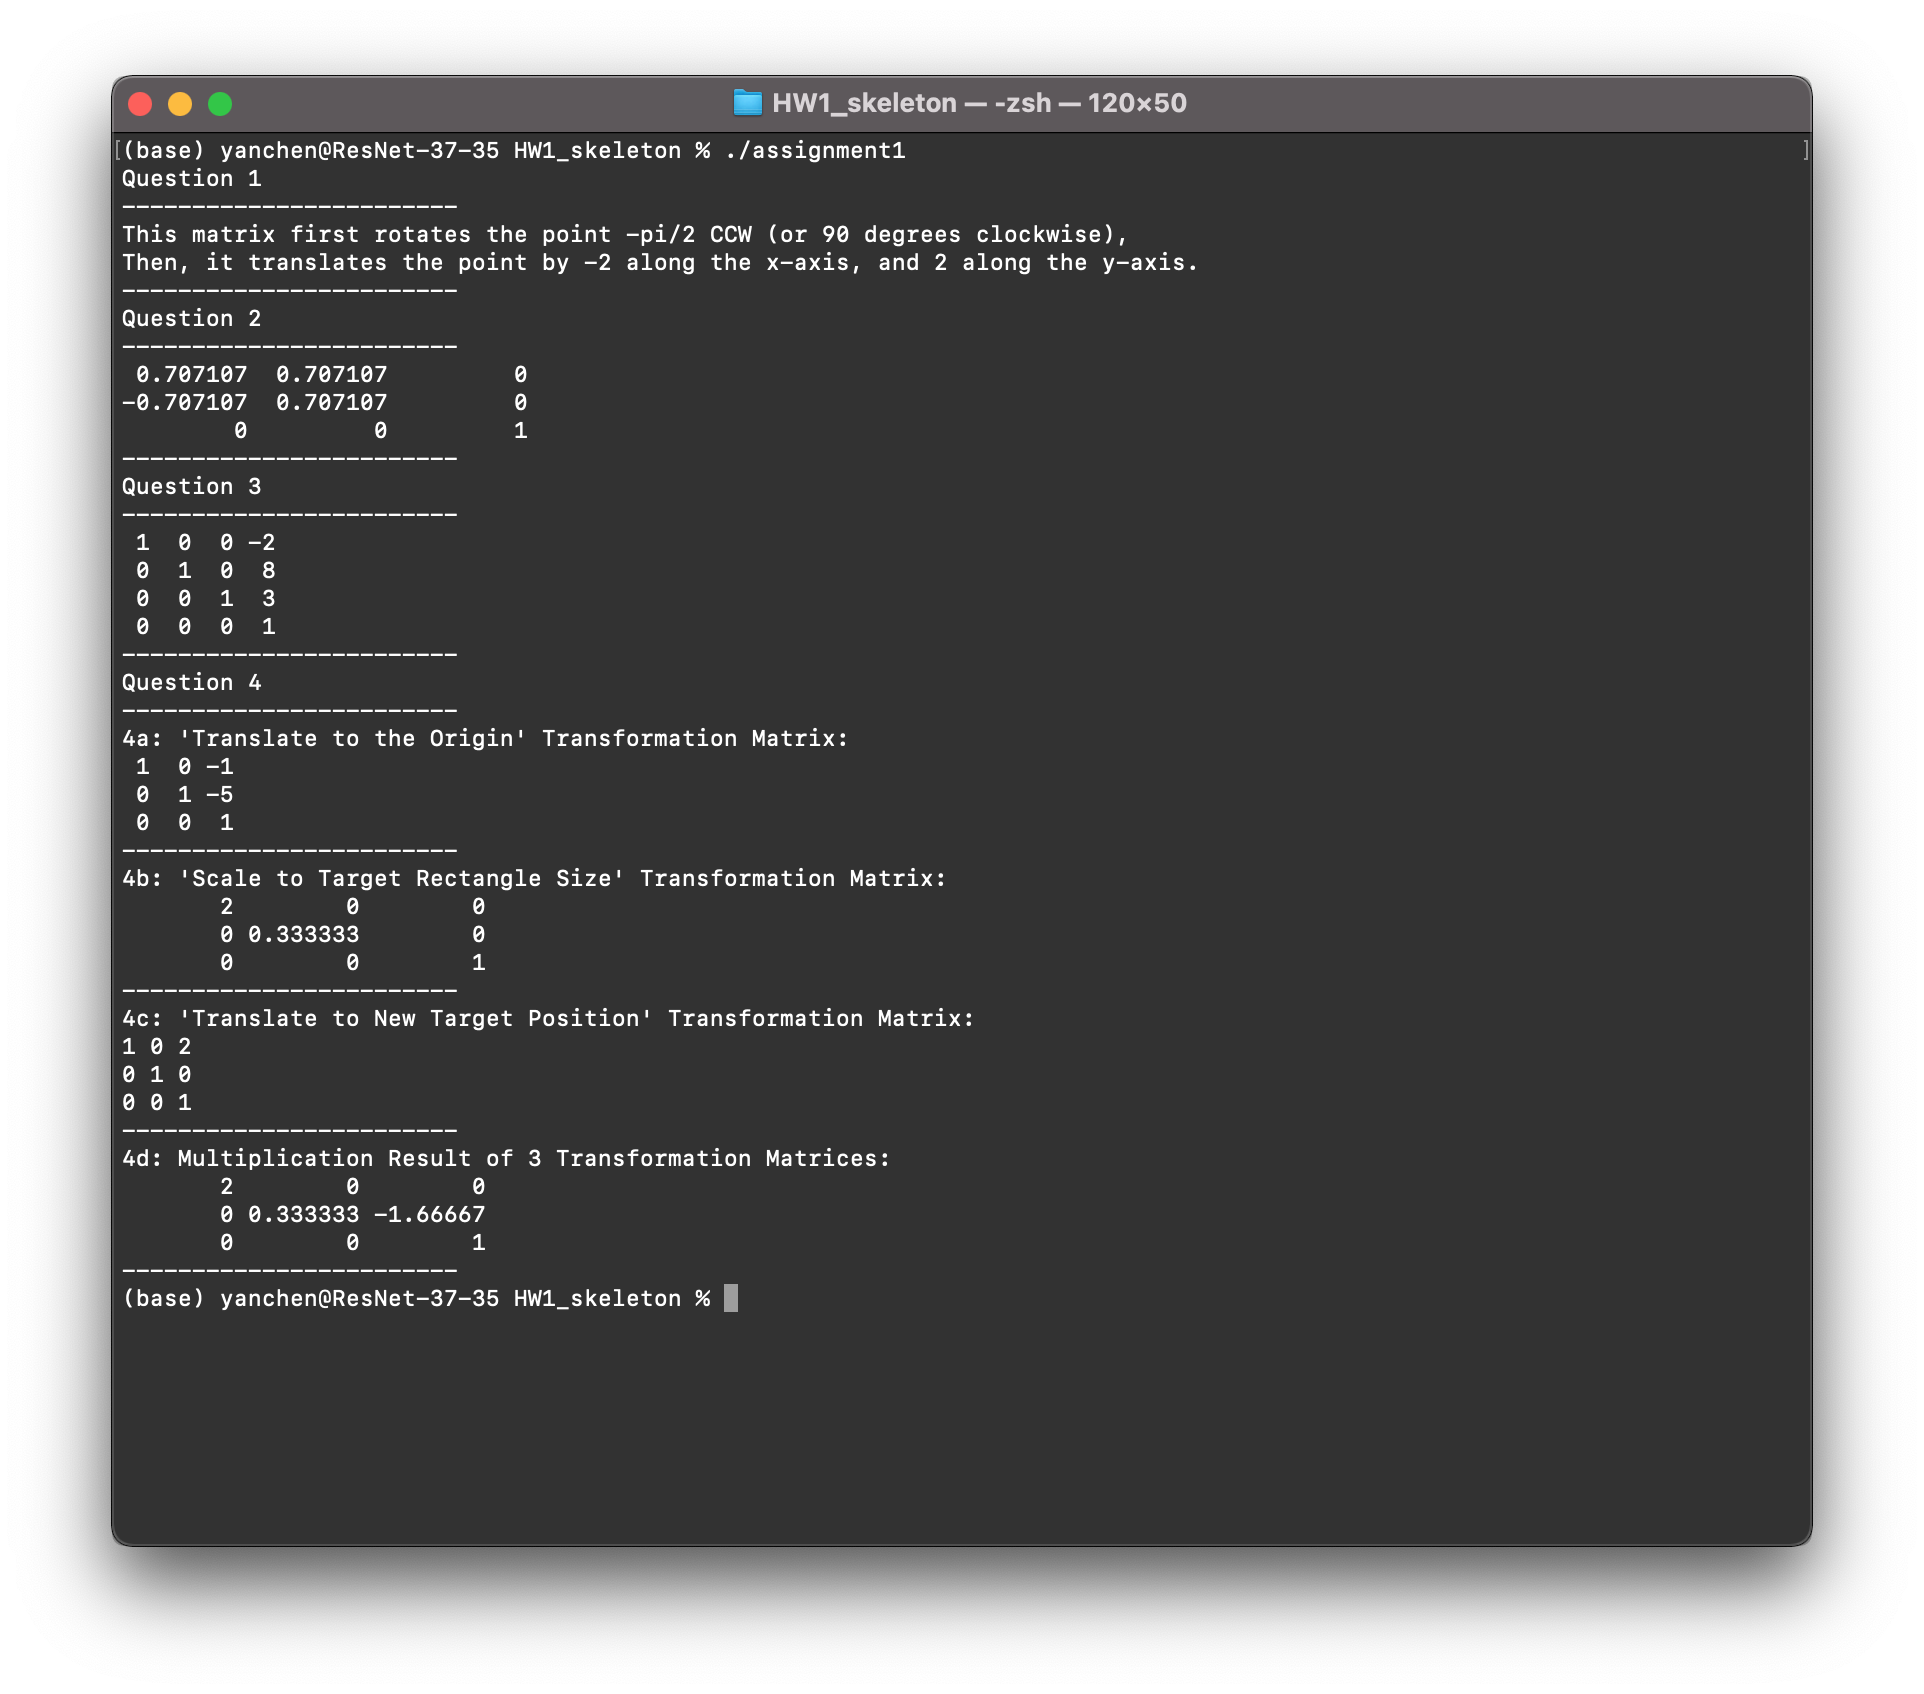 HW1_skeleton — -zsh — 120×50
[(base) yanchen@ResNet-37-35 HW1_skeleton % ./assignment1 ]
Question 1
------------------------
This matrix first rotates the point -pi/2 CCW (or 90 degrees clockwise),
Then, it translates the point by -2 along the x-axis, and 2 along the y-axis.
------------------------
Question 2
------------------------
 0.707107  0.707107         0
-0.707107  0.707107         0
        0         0         1
------------------------
Question 3
------------------------
 1  0  0 -2
 0  1  0  8
 0  0  1  3
 0  0  0  1
------------------------
Question 4
------------------------
4a: 'Translate to the Origin' Transformation Matrix:
 1  0 -1
 0  1 -5
 0  0  1
------------------------
4b: 'Scale to Target Rectangle Size' Transformation Matrix:
       2        0        0
       0 0.333333        0
       0        0        1
------------------------
4c: 'Translate to New Target Position' Transformation Matrix:
1 0 2
0 1 0
0 0 1
------------------------
4d: Multiplication Result of 3 Transformation Matrices:
       2        0        0
       0 0.333333 -1.66667
       0        0        1
------------------------
(base) yanchen@ResNet-37-35 HW1_skeleton %